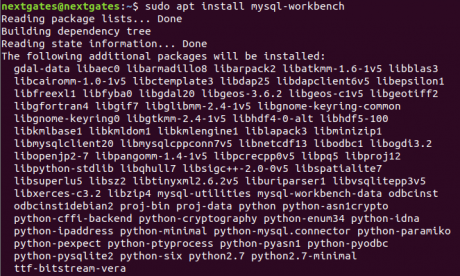 nextgates@nextgates:~$ sudo apt install mysql-workbench
Reading package lists... Done
Building dependency tree
Reading state information... Done
The following additional packages will be installed:
gdal-data libaec0 libarmadillo8 libarpack2 libatkmm-1.6-1v5 libblas3
libcairomm-1.0-1v5 libctemplate3 libdap25 libdapclient6v5 libepsilon1
libfreexl1 libfyba0 libgdal20 libgeos-3.6.2 libgeos-c1v5 libgeotiff2
libgfortran4 libgif7 libglibmm-2.4-1v5 libgnome-keyring-common
libgnome-keyring0 libgtkmm-2.4-1v5 libhdf4-0-alt libhdf5-100
libkmlbase1 libkmldom1 libkmlengine1 liblapack3 libminizip1
libmysqlclient20 libmysqlcppconn7v5 libnetcdf13 libodbc1 libogdi3.2
libopenjp2-7 libpangomm-1.4-1v5 libpcrecpp0v5 libpq5 libproj12
libpython-stdlib libqhull7 libsigc++-2.0-0v5 libspatialite7
libsuperlu5 libsz2 libtinyxml2.6.2v5 liburiparser1 libvsqlitepp3v5
libxerces-c3.2 libzip4 mysql-utilities mysql-workbench-data odbcinst
odbcinst1debian2 proj-bin proj-data python python-asn1crypto
python-cffi-backend python-cryptography python-enum34 python-idna
python-ipaddress python-minimal python-mysql.connector python-paramiko
python-pexpect python-ptyprocess python-pyasn1 python-pyodbc
python-pysqlite2 python-six python2.7 python2.7-minimal
ttf-bitstream-vera